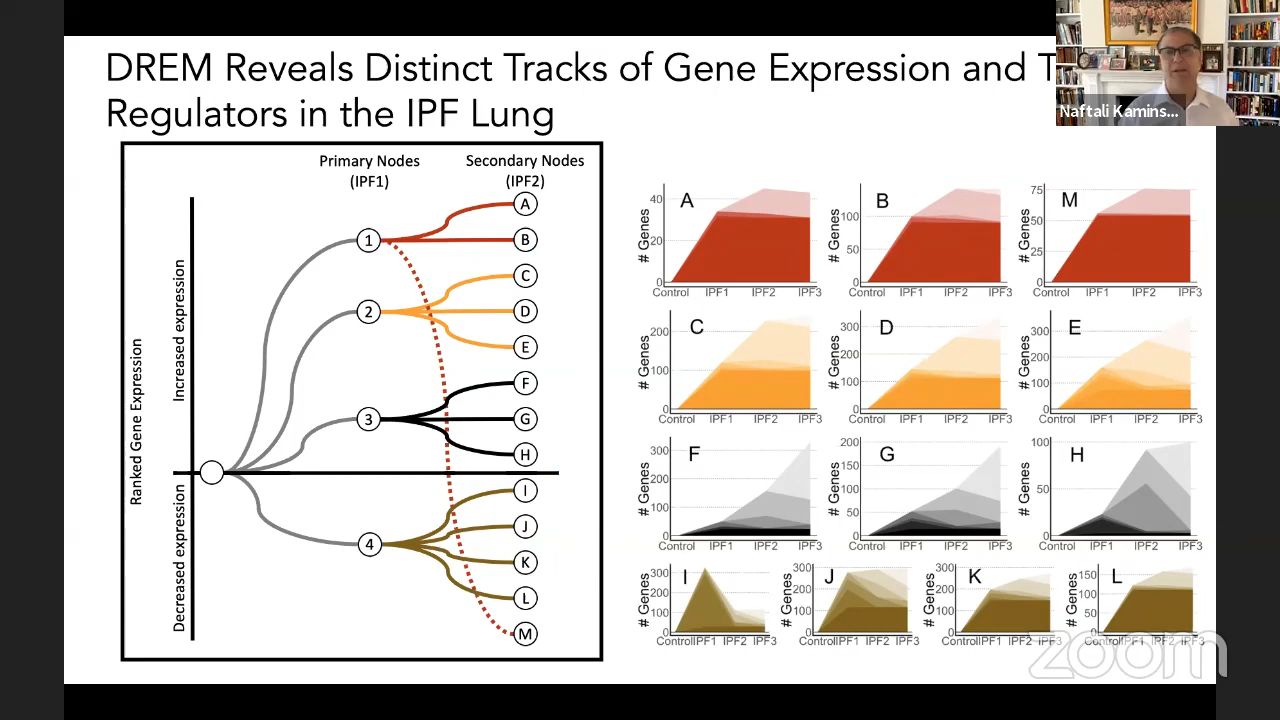 DREM Reveals Distinct Tracks of Gene Expression and T
Regulators in the IPF Lung
Naftali Kamins...
Primary Nodes
(IPF1)
Secondary Nodes
(IPF2)
Ranked Gene Expression
Increased expression
Decreased expression
1
2
3
4
A
B
C
D
E
F
G
H
I
J
K
L
M
A
# Genes
40
20
0
Control IPF1 IPF2 IPF3
B
# Genes
100
50
0
Control IPF1 IPF2 IPF3
M
# Genes
75
50
25
0
Control IPF1 IPF2 IPF3
C
# Genes
200
100
0
Control IPF1 IPF2 IPF3
D
# Genes
300
200
100
0
Control IPF1 IPF2 IPF3
E
# Genes
300
200
100
0
Control IPF1 IPF2 IPF3
F
# Genes
300
200
100
0
Control IPF1 IPF2 IPF3
G
# Genes
200
150
100
50
0
Control IPF1 IPF2 IPF3
H
# Genes
100
50
0
Control IPF1 IPF2 IPF3
I
# Genes
300
200
100
0
Control IPF1 IPF2 IPF3
J
# Genes
300
200
100
0
Control IPF1 IPF2 IPF3
K
# Genes
300
200
100
0
Control IPF1 IPF2 IPF3
L
# Genes
150
100
50
0
Control IPF1 IPF2 IPF3
zoom